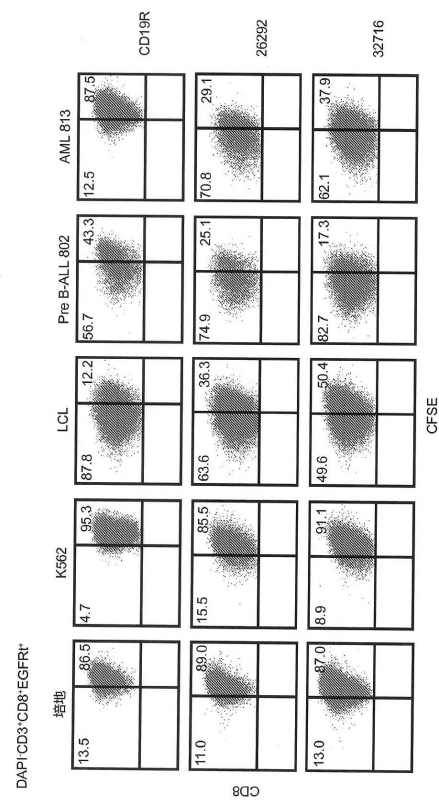 DAPI⁻CD3⁺CD8⁺EGFRt⁺
培地 K562 LCL Pre B-ALL 802 AML 813
13.5 86.5 4.7 95.3 87.8 12.2 56.7 43.3 12.5 87.5 CD19R
11.0 89.0 15.5 85.5 63.6 36.3 74.9 25.1 70.8 29.1 26292
13.0 87.0 8.9 91.1 49.6 50.4 82.7 17.3 62.1 37.9 32716
CD8
CFSE